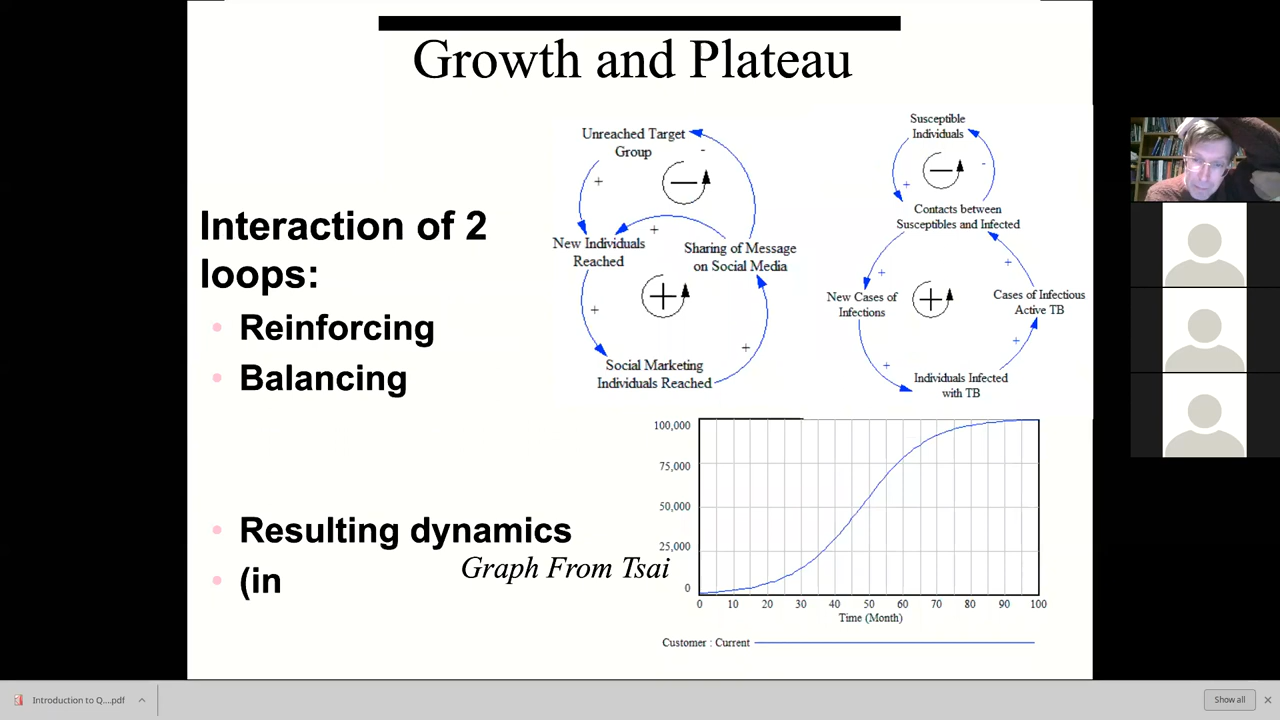 Growth and Plateau
Interaction of 2
loops:
• Reinforcing
• Balancing
• Resulting dynamics
• (in
Graph From Tsai
Unreached Target
Group
-
+
+
New Individuals
Reached
Sharing of Message
on Social Media
+
+
Social Marketing
Individuals Reached
Susceptible
Individuals
-
+
Contacts between
Susceptibles and Infected
+
+
New Cases of
Infections
Cases of Infectious
Active TB
+
+
Individuals Infected
with TB
100,000
75,000
50,000
25,000
0
0 10 20 30 40 50 60 70 80 90 100
Time (Month)
Customer : Current
Introduction to Q....pdf
Show all